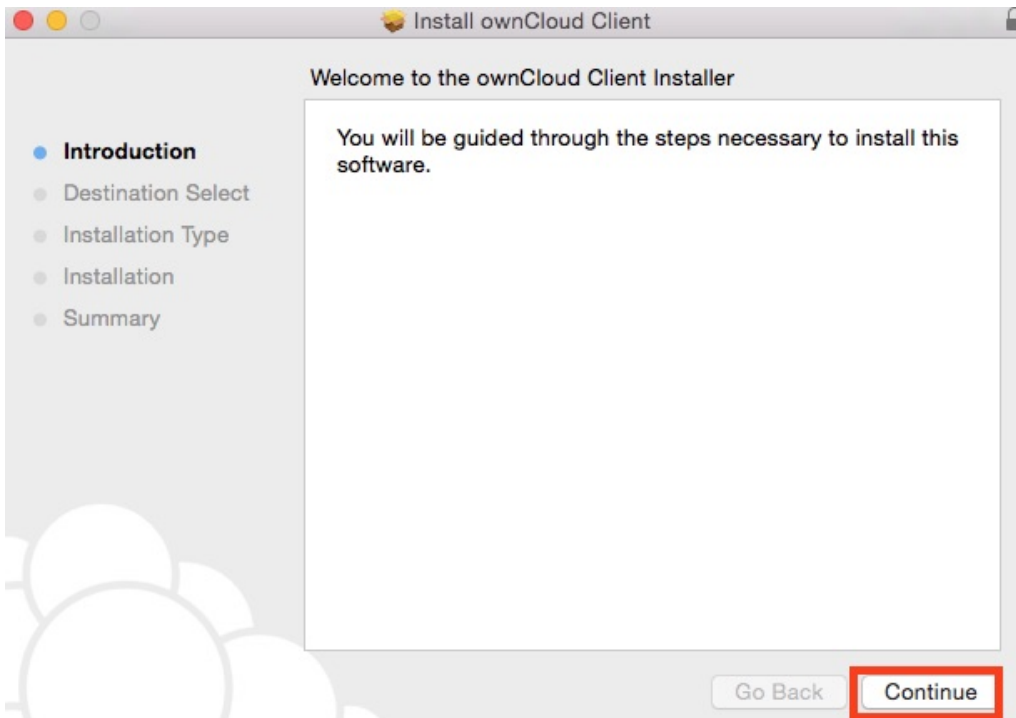 Install ownCloud Client
Welcome to the ownCloud Client Installer
Introduction
Destination Select
Installation Type
Installation
Summary
You will be guided through the steps necessary to install this
software.
Go Back
Continue